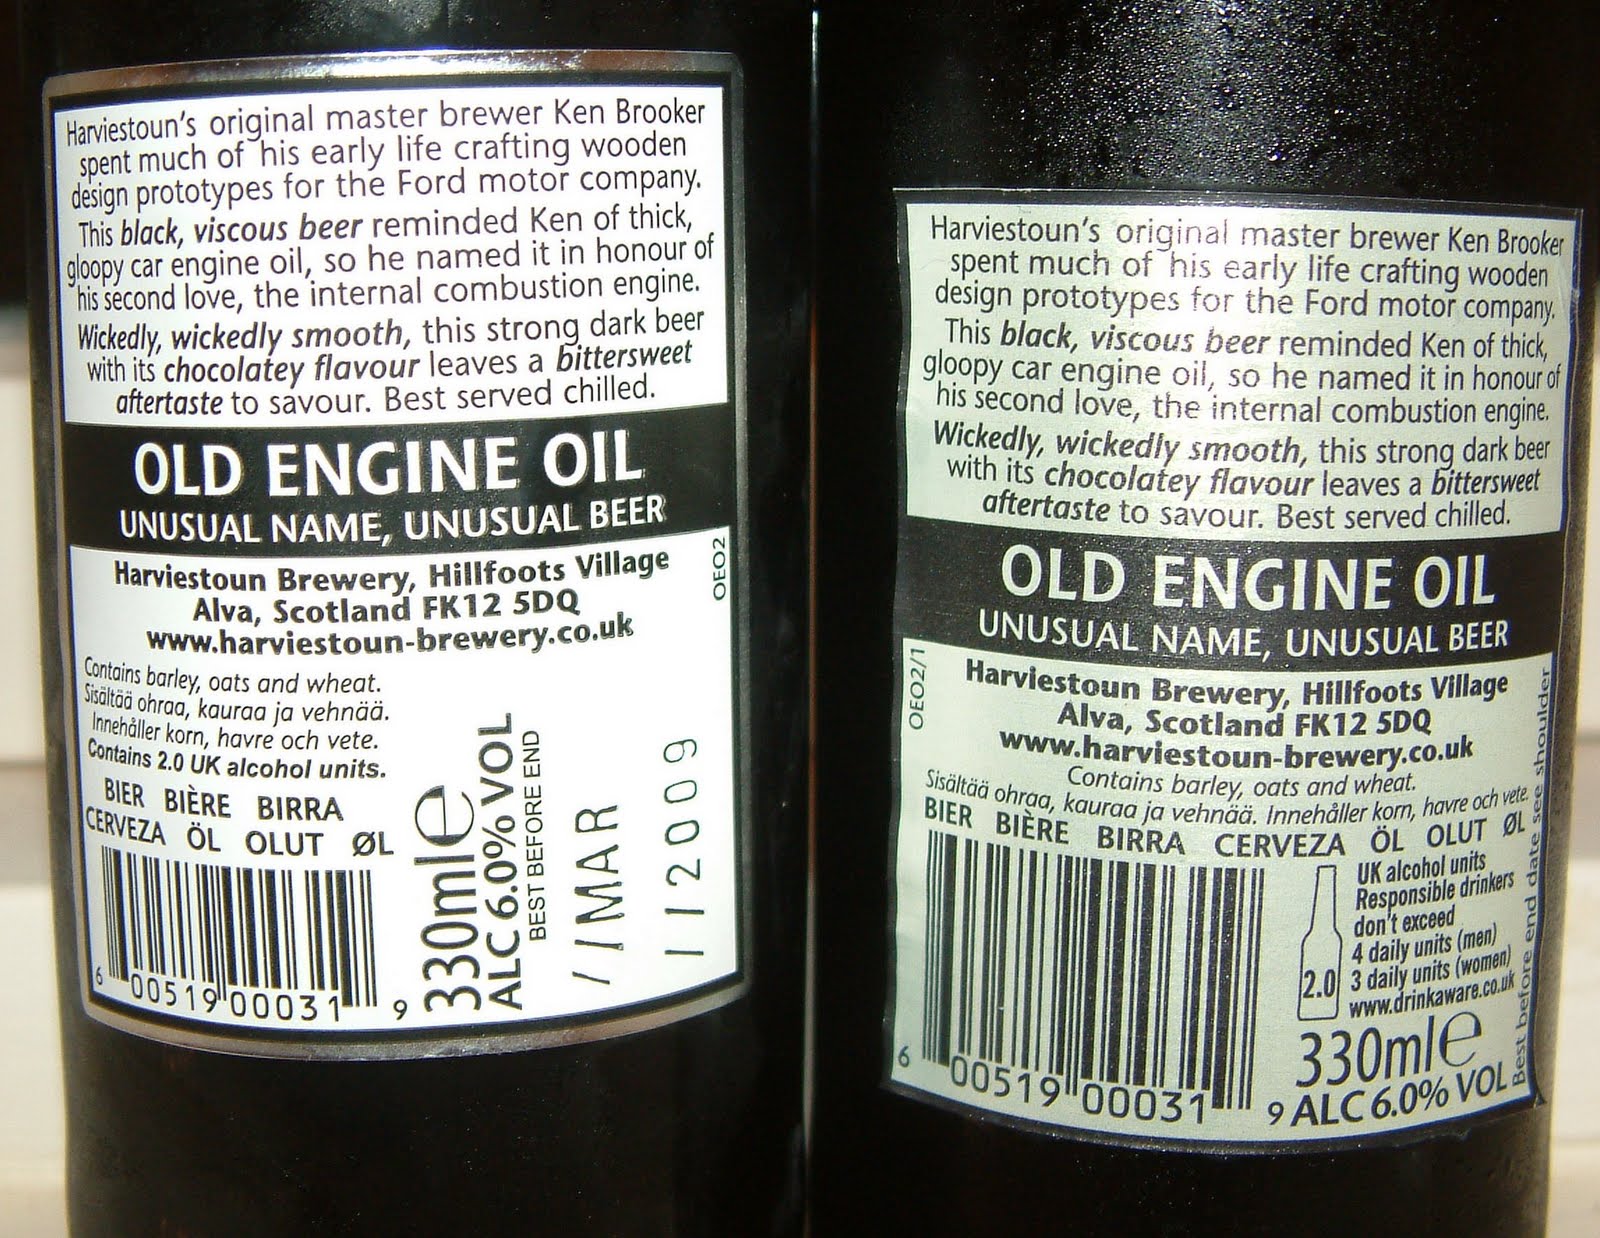 Harviestoun's original master brewer Ken Brooker
spent much of his early life crafting wooden
design prototypes for the Ford motor company.
This black, viscous beer reminded Ken of thick,
gloopy car engine oil, so he named it in honour of
his second love, the internal combustion engine.
Wickedly, wickedly smooth, this strong dark beer
with its chocolatey flavour leaves a bittersweet
aftertaste to savour. Best served chilled.
OLD ENGINE OIL
UNUSUAL NAME, UNUSUAL BEER
Harviestoun Brewery, Hillfoots Village
Alva, Scotland FK12 5DQ
www.harviestoun-brewery.co.uk
OEO2
Contains barley, oats and wheat.
Sisältää ohraa, kauraa ja vehnää.
Innehåller korn, havre och vete.
Contains 2.0 UK alcohol units.
BIER BIÈRE BIRRA
CERVEZA ÖL OLUT ØL
6 00519 00031 9
330ml e
ALC 6.0% VOL
BEST BEFORE END
//MAR
112009
Harviestoun's original master brewer Ken Brooker
spent much of his early life crafting wooden
design prototypes for the Ford motor company.
This black, viscous beer reminded Ken of thick,
gloopy car engine oil, so he named it in honour of
his second love, the internal combustion engine.
Wickedly, wickedly smooth, this strong dark beer
with its chocolatey flavour leaves a bittersweet
aftertaste to savour. Best served chilled.
OLD ENGINE OIL
UNUSUAL NAME, UNUSUAL BEER
OEO2/1
Harviestoun Brewery, Hillfoots Village
Alva, Scotland FK12 5DQ
www.harviestoun-brewery.co.uk
Contains barley, oats and wheat.
Sisältää ohraa, kauraa ja vehnää. Innehåller korn, havre och vete.
BIER BIÈRE BIRRA CERVEZA ÖL OLUT ØL
UK alcohol units
Responsible drinkers
don't exceed
4 daily units (men)
3 daily units (women)
www.drinkaware.co.uk
2.0
330ml e
ALC 6.0% VOL
6 00519 00031 9
Best before end date see shoulder